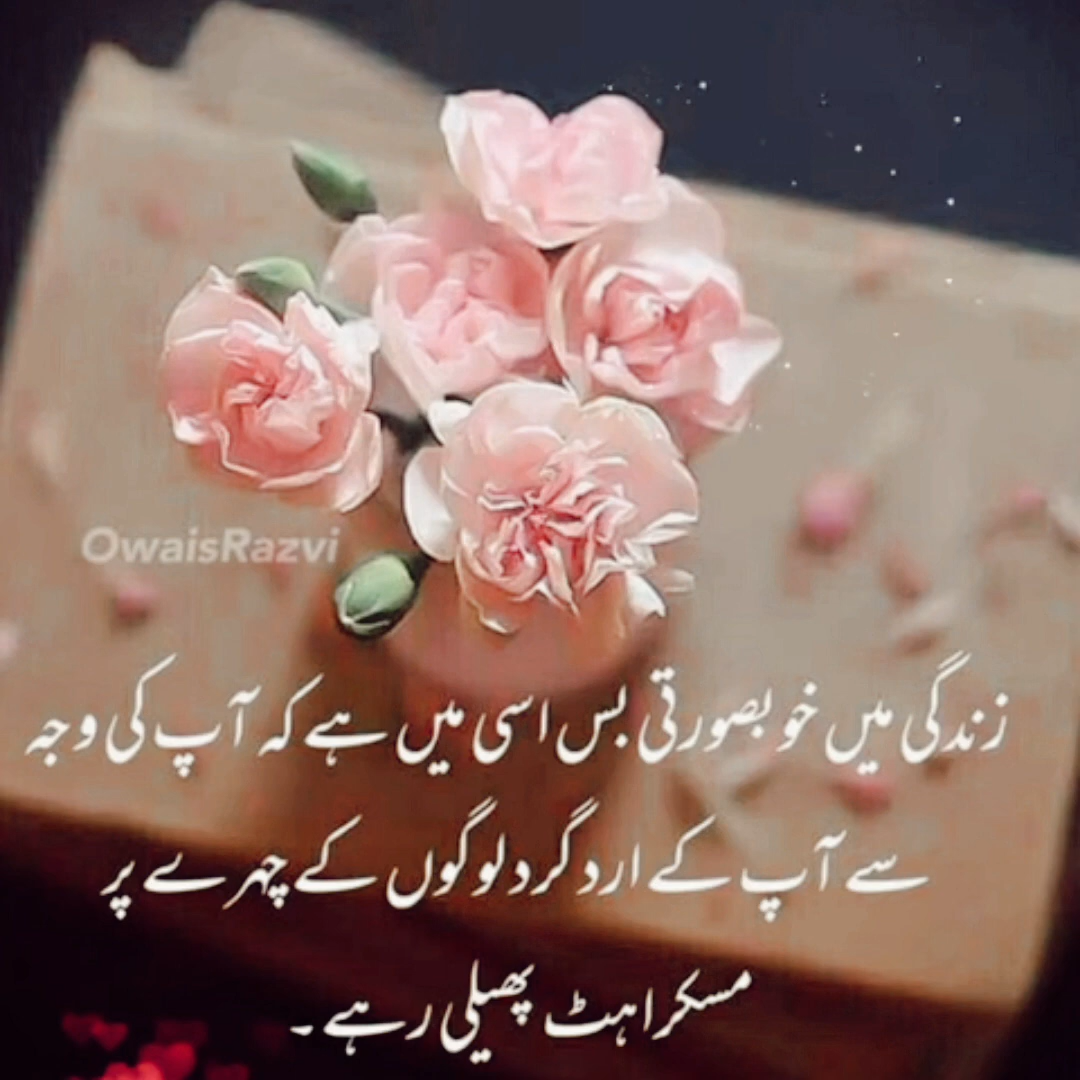 OwaisRazvi
زندگی میں خوبصورتی بس اسی میں ہے کہ آپ کی وجہ
سے آپ کے ارد گرد لوگوں کے چہرے پر
مسکراہٹ پھیلی رہے ۔